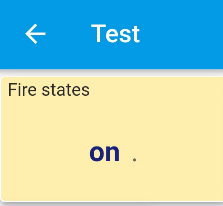 Test
Fire states
on .